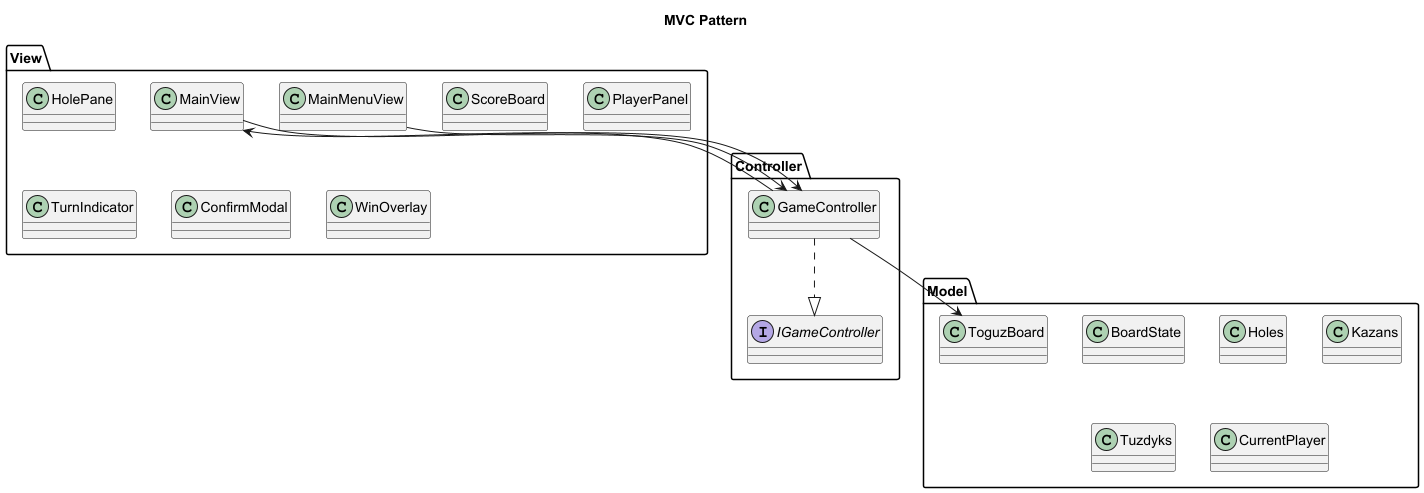 MVC Pattern
View
C HolePane
C MainView
C MainMenuView
C ScoreBoard
C PlayerPanel
C TurnIndicator
C ConfirmModal
C WinOverlay
Controller
C GameController
I IGameController
Model
C ToguzBoard
C BoardState
C Holes
C Kazans
C Tuzdyks
C CurrentPlayer